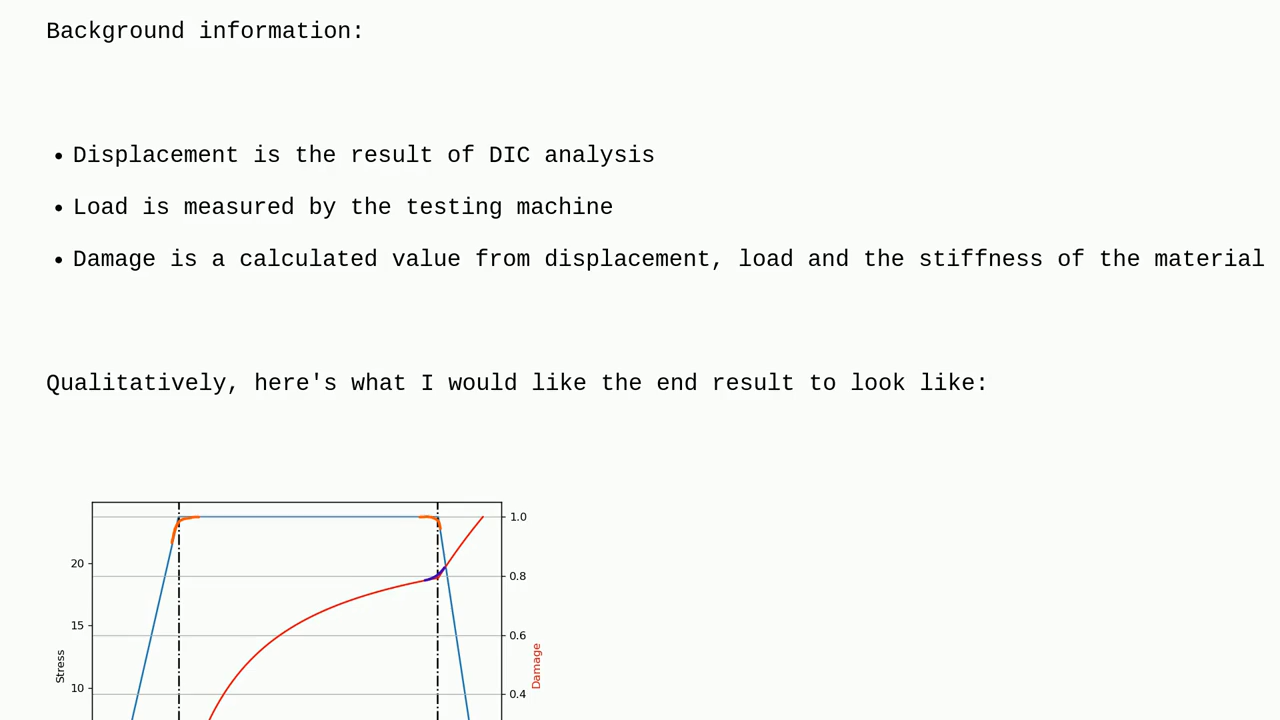 Background information:
• Displacement is the result of DIC analysis
• Load is measured by the testing machine
• Damage is a calculated value from displacement, load and the stiffness of the material
Qualitatively, here's what I would like the end result to look like:
1.0
20
0.8
15
0.6
Stress
Damage
10
0.4